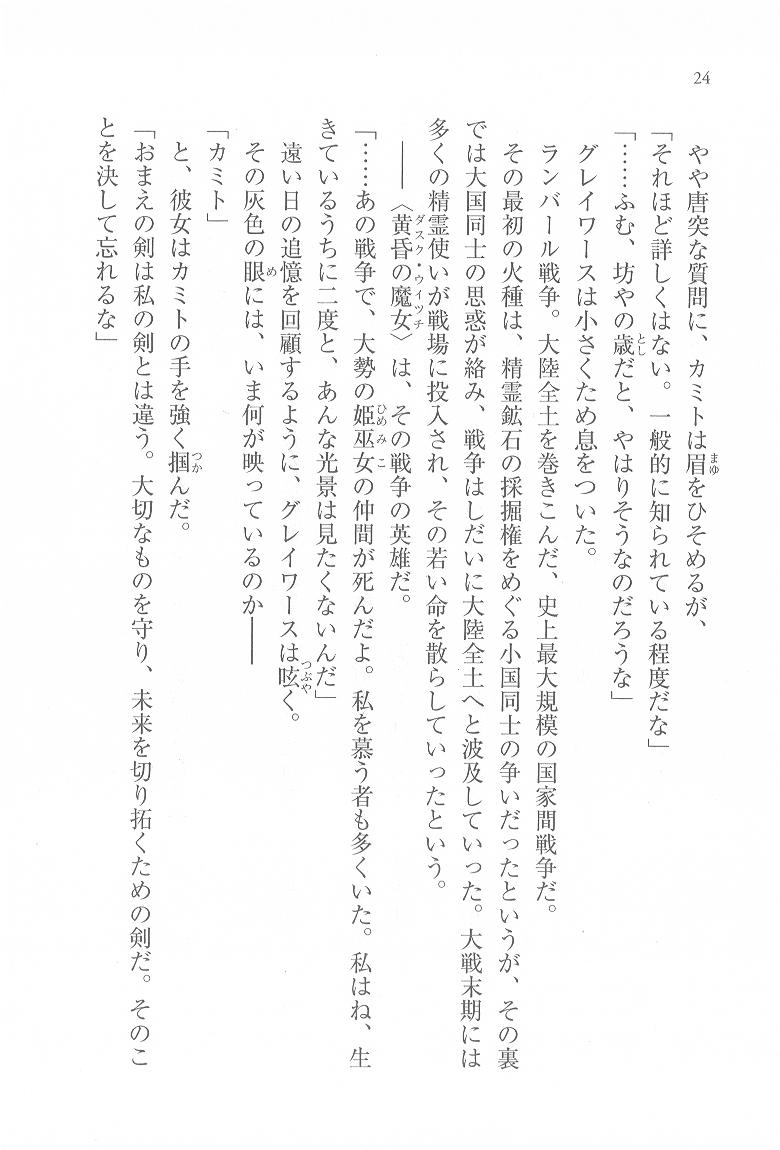 24
やや唐突な質問に、カミトは眉をひそめるが、
「それほど詳しくはない。一般的に知られている程度だな」
「……ふむ、坊やの歳だと、やはりそうなのだろうな」
グレイワースは小さくため息をついた。
ランバール戦争。大陸全土を巻きこんだ、史上最大規模の国家間戦争だ。
その最初の火種は、精霊鉱石の採掘権をめぐる小国同士の争いだったというが、その裏
では大国同士の思惑が絡み、戦争はしだいに大陸全土へと波及していった。大戦末期には
多くの精霊使いが戦場に投入され、その若い命を散らしていったという。
――〈黄昏の魔女〉は、その戦争の英雄だ。
「……あの戦争で、大勢の姫巫女の仲間が死んだよ。私を慕う者も多くいた。私はね、生
きているうちに二度と、あんな光景は見たくないんだ」
遠い日の追憶を回顧するように、グレイワースは呟く。
その灰色の眼には、いま何が映っているのか――
「カミト」
と、彼女はカミトの手を強く掴んだ。
「おまえの剣は私の剣とは違う。大切なものを守り、未来を切り拓くための剣だ。そのこ
とを決して忘れるな」